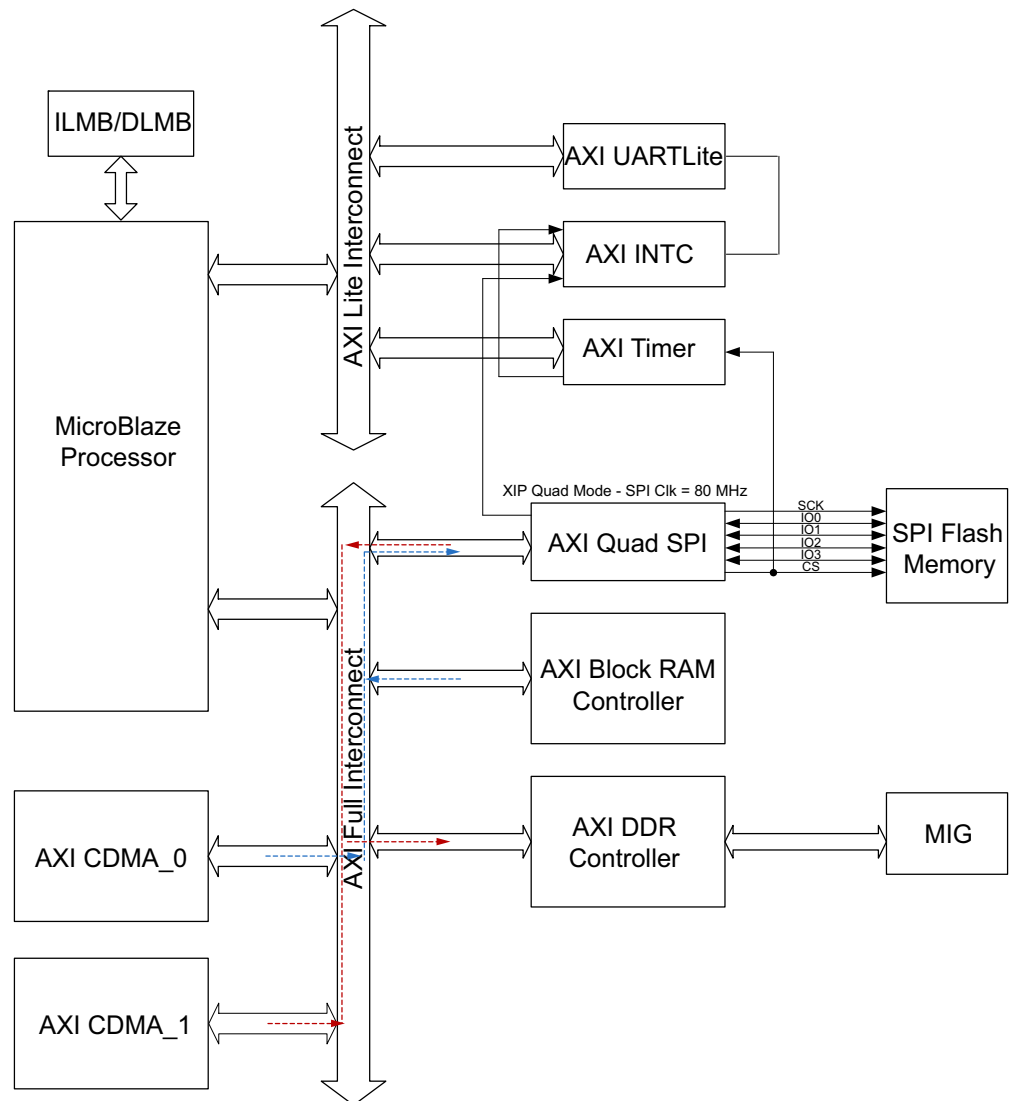 ILMB/DLMB
MicroBlaze
Processor
AXI Lite Interconnect
AXI UARTLite
AXI INTC
AXI Timer
XIP Quad Mode - SPI Clk = 80 MHz
AXI Quad SPI
SCK
IO0
IO1
IO2
IO3
CS
SPI Flash
Memory
AXI Full Interconnect
AXI Block RAM
Controller
AXI CDMA_0
AXI DDR
Controller
MIG
AXI CDMA_1